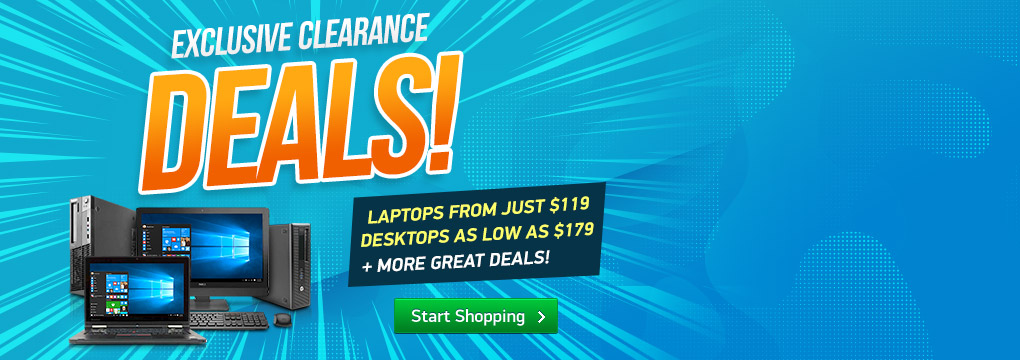 EXCLUSIVE CLEARANCE
DEALS!
LAPTOPS FROM JUST $119
DESKTOPS AS LOW AS $179
+ MORE GREAT DEALS!
Start Shopping